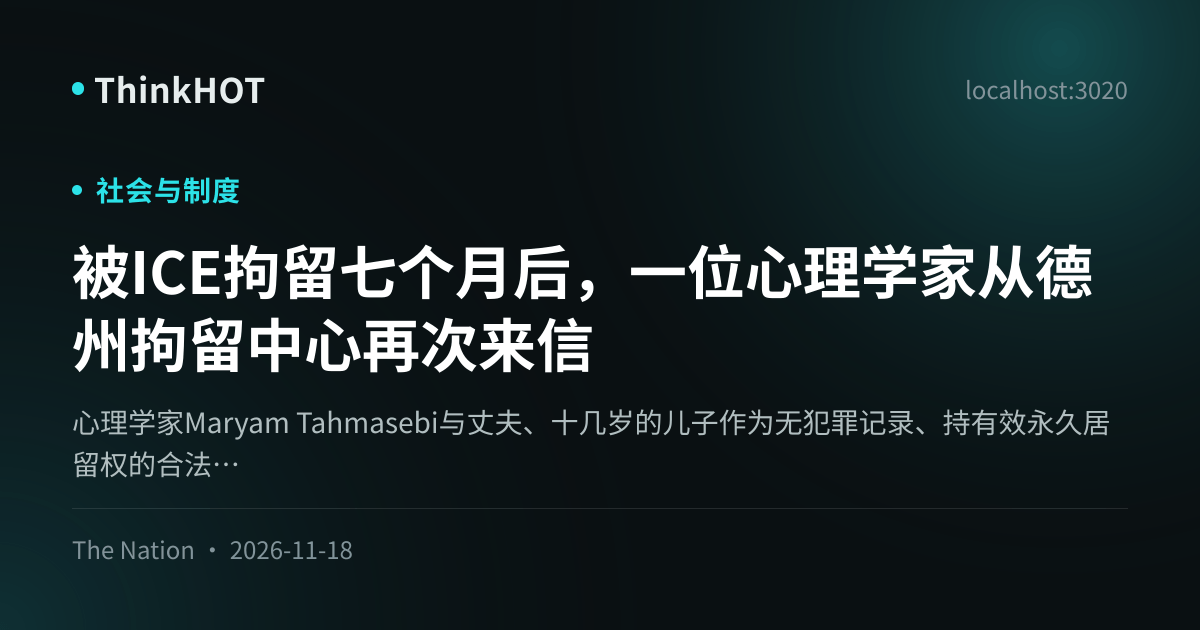 ThinkHOT
localhost:3020
社会与制度
被ICE拘留七个月后，一位心理学家从德
州拘留中心再次来信
心理学家Maryam Tahmasebi与丈夫、十几岁的儿子作为无犯罪记录、持有效永久居
留权的合法…
The Nation • 2026-11-18